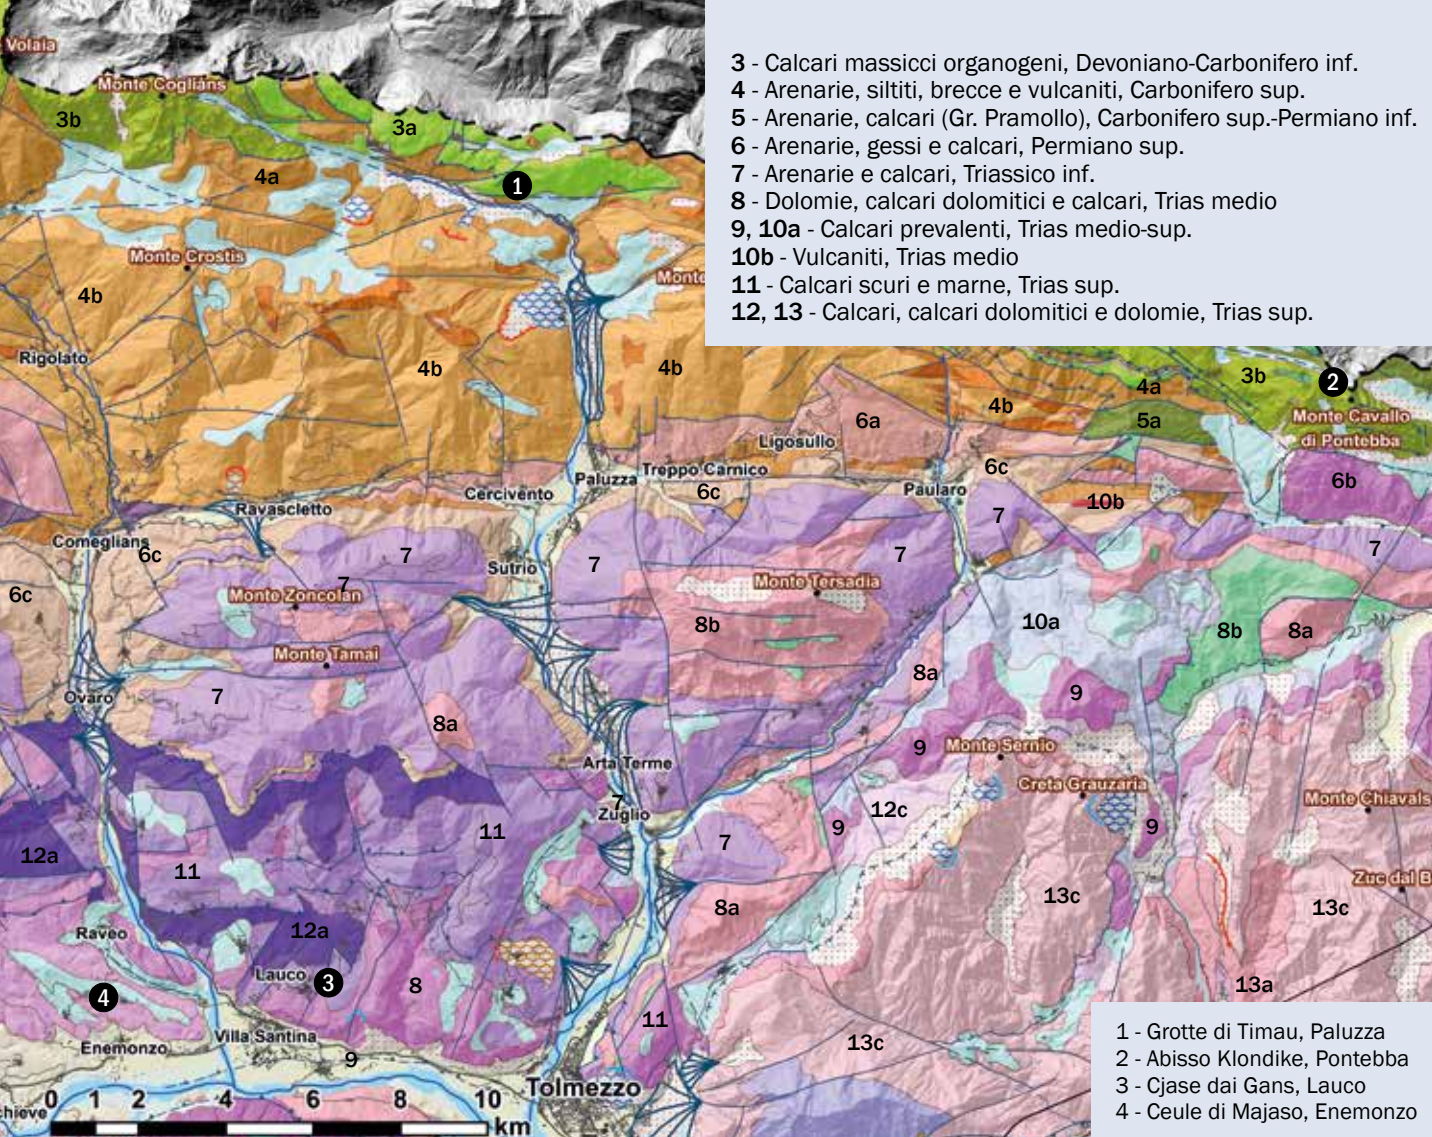 3 - Calcari massicci organogeni, Devoniano-Carbonifero inf.
4 - Arenarie, siltiti, brecce e vulcaniti, Carbonifero sup.
5 - Arenarie, calcari (Gr. Pramollo), Carbonifero sup.-Permiano inf.
6 - Arenarie, gessi e calcari, Permiano sup.
7 - Arenarie e calcari, Triassico inf.
8 - Dolomie, calcari dolomitici e calcari, Trias medio
9, 10a - Calcari prevalenti, Trias medio-sup.
10b - Vulcaniti, Trias medio
11 - Calcari scuri e marne, Trias sup.
12, 13 - Calcari, calcari dolomitici e dolomie, Trias sup.
Volaia
Monte Coglians
3b
3a
4a
1
Monte Crostis
Monte
4b
Rigolato
4b
4b
3b
2
4a
4b
5a
Monte Cavallo
di Pontebba
6a
Ligosullo
6c
Treppo Carnico
Paluzza
6c
Cercivento
Paularo
6b
10b
7
Ravascletto
Comeglians
6c
7
7
7
7
Sutrio
6c
Monte Zoncolan
7
Monte Tersadia
8b
10a
8b
8a
Monte Tamai
8a
9
Ovaro
7
8a
9
Monte Sernio
Arta Terme
Creta Grauzaria
7
Zuglio
12c
Monte Chiavals
11
9
9
7
12a
11
Zuc dal B
13c
13c
8a
12a
Raveo
Lauco
3
8
4
13a
11
Villa Santina
Enemonzo
9
13c
Tolmezzo
chieve
0 1 2 4 6 8 10
km
1 - Grotte di Timau, Paluzza
2 - Abisso Klondike, Pontebba
3 - Cjase dai Gans, Lauco
4 - Ceule di Majaso, Enemonzo